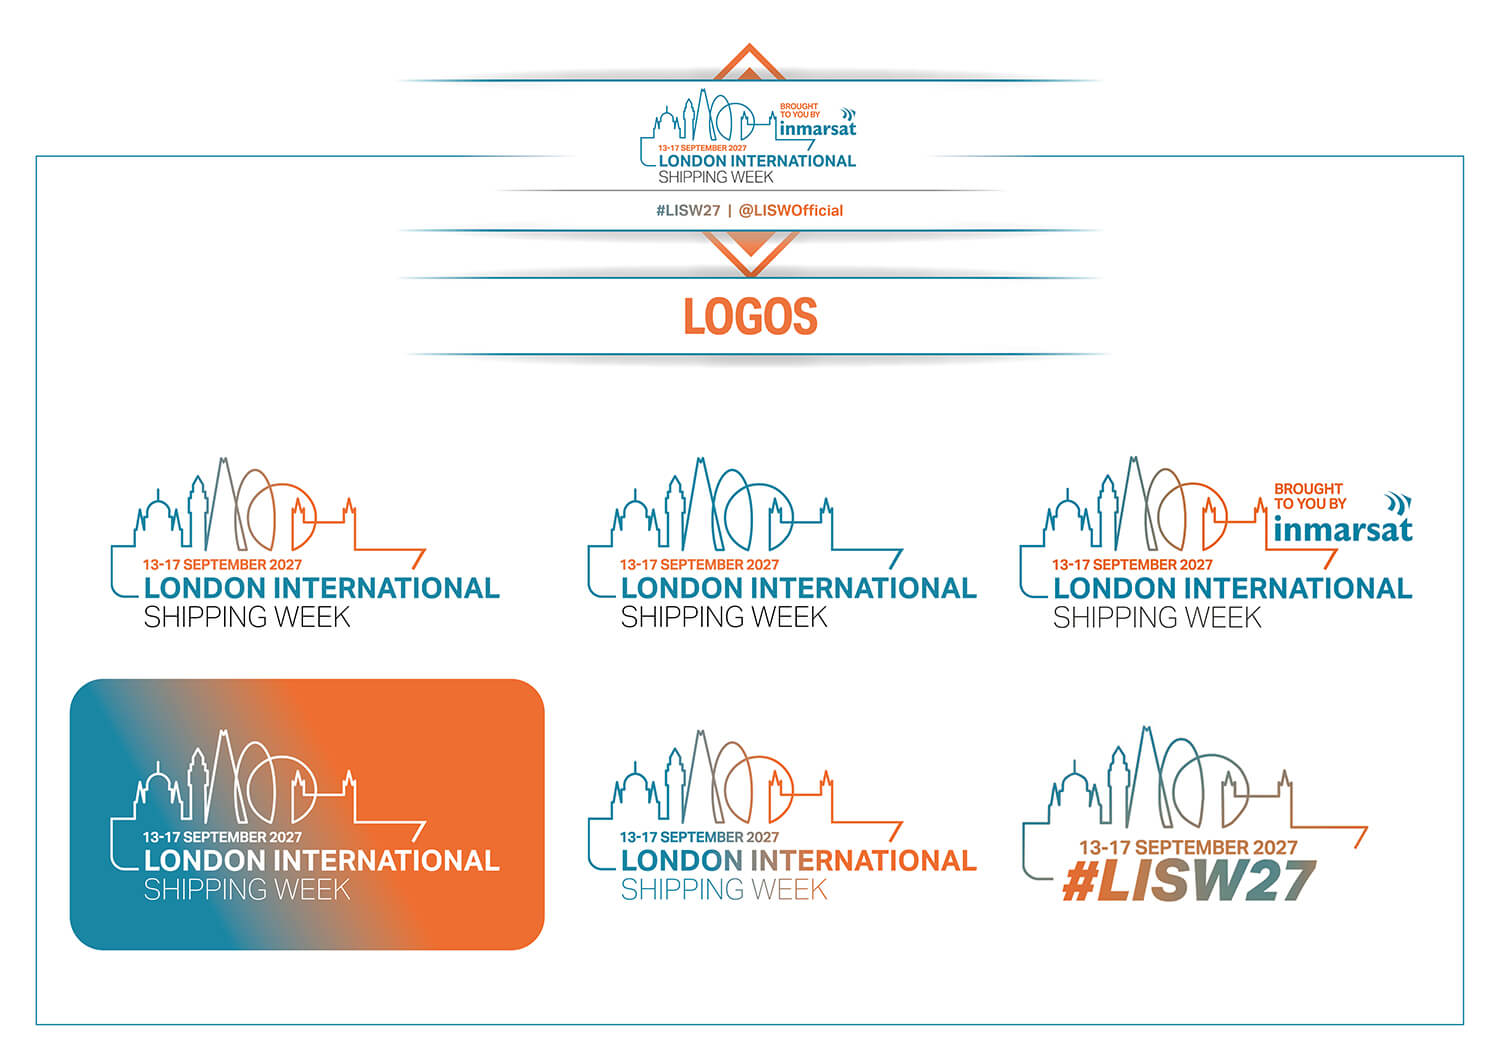 BROUGHT
TO YOU BY
inmarsat
13-17 SEPTEMBER 2027
LONDON INTERNATIONAL
SHIPPING WEEK
#LISW27 | @LISWOfficial
LOGOS
13-17 SEPTEMBER 2027
LONDON INTERNATIONAL
SHIPPING WEEK
13-17 SEPTEMBER 2027
LONDON INTERNATIONAL
SHIPPING WEEK
BROUGHT
TO YOU BY
inmarsat
13-17 SEPTEMBER 2027
LONDON INTERNATIONAL
SHIPPING WEEK
13-17 SEPTEMBER 2027
LONDON INTERNATIONAL
SHIPPING WEEK
13-17 SEPTEMBER 2027
LONDON INTERNATIONAL
SHIPPING WEEK
13-17 SEPTEMBER 2027
#LISW27